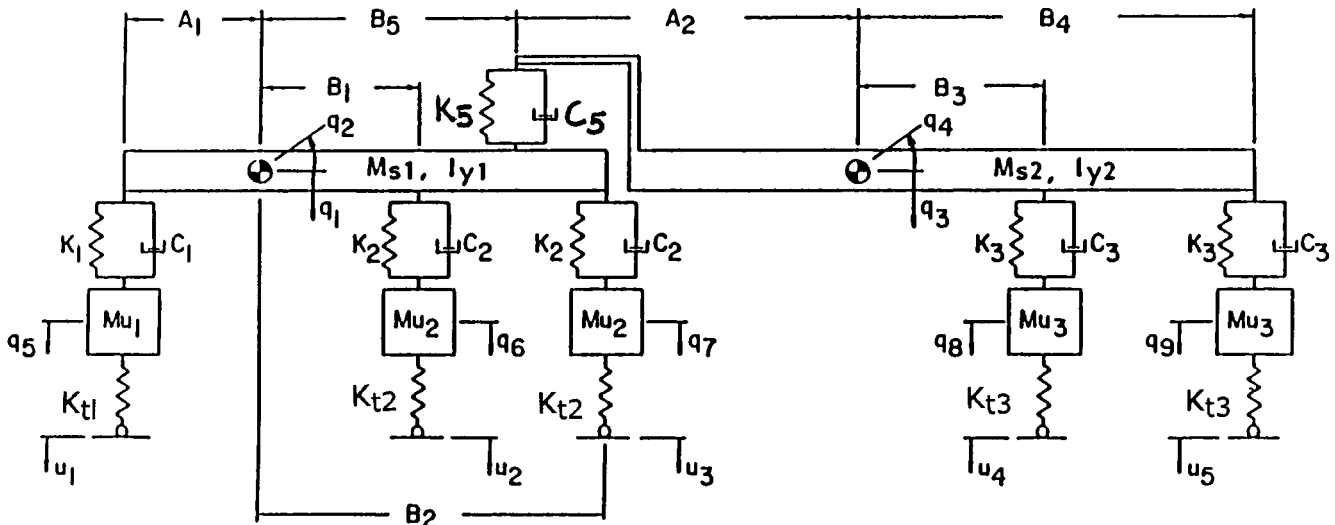 A1 B5 A2 B4
B1 B3
K5 C5
q2 q4
Ms1, Iy1 Ms2, Iy2
q1 q3
K1 C1 K2 C2 K2 C2 K3 C3 K3 C3
Mu1 Mu2 Mu2 Mu3 Mu3
q5 q6 q7 q8 q9
Kt1 Kt2 Kt2 Kt3 Kt3
u1 u2 u3 u4 u5
B2